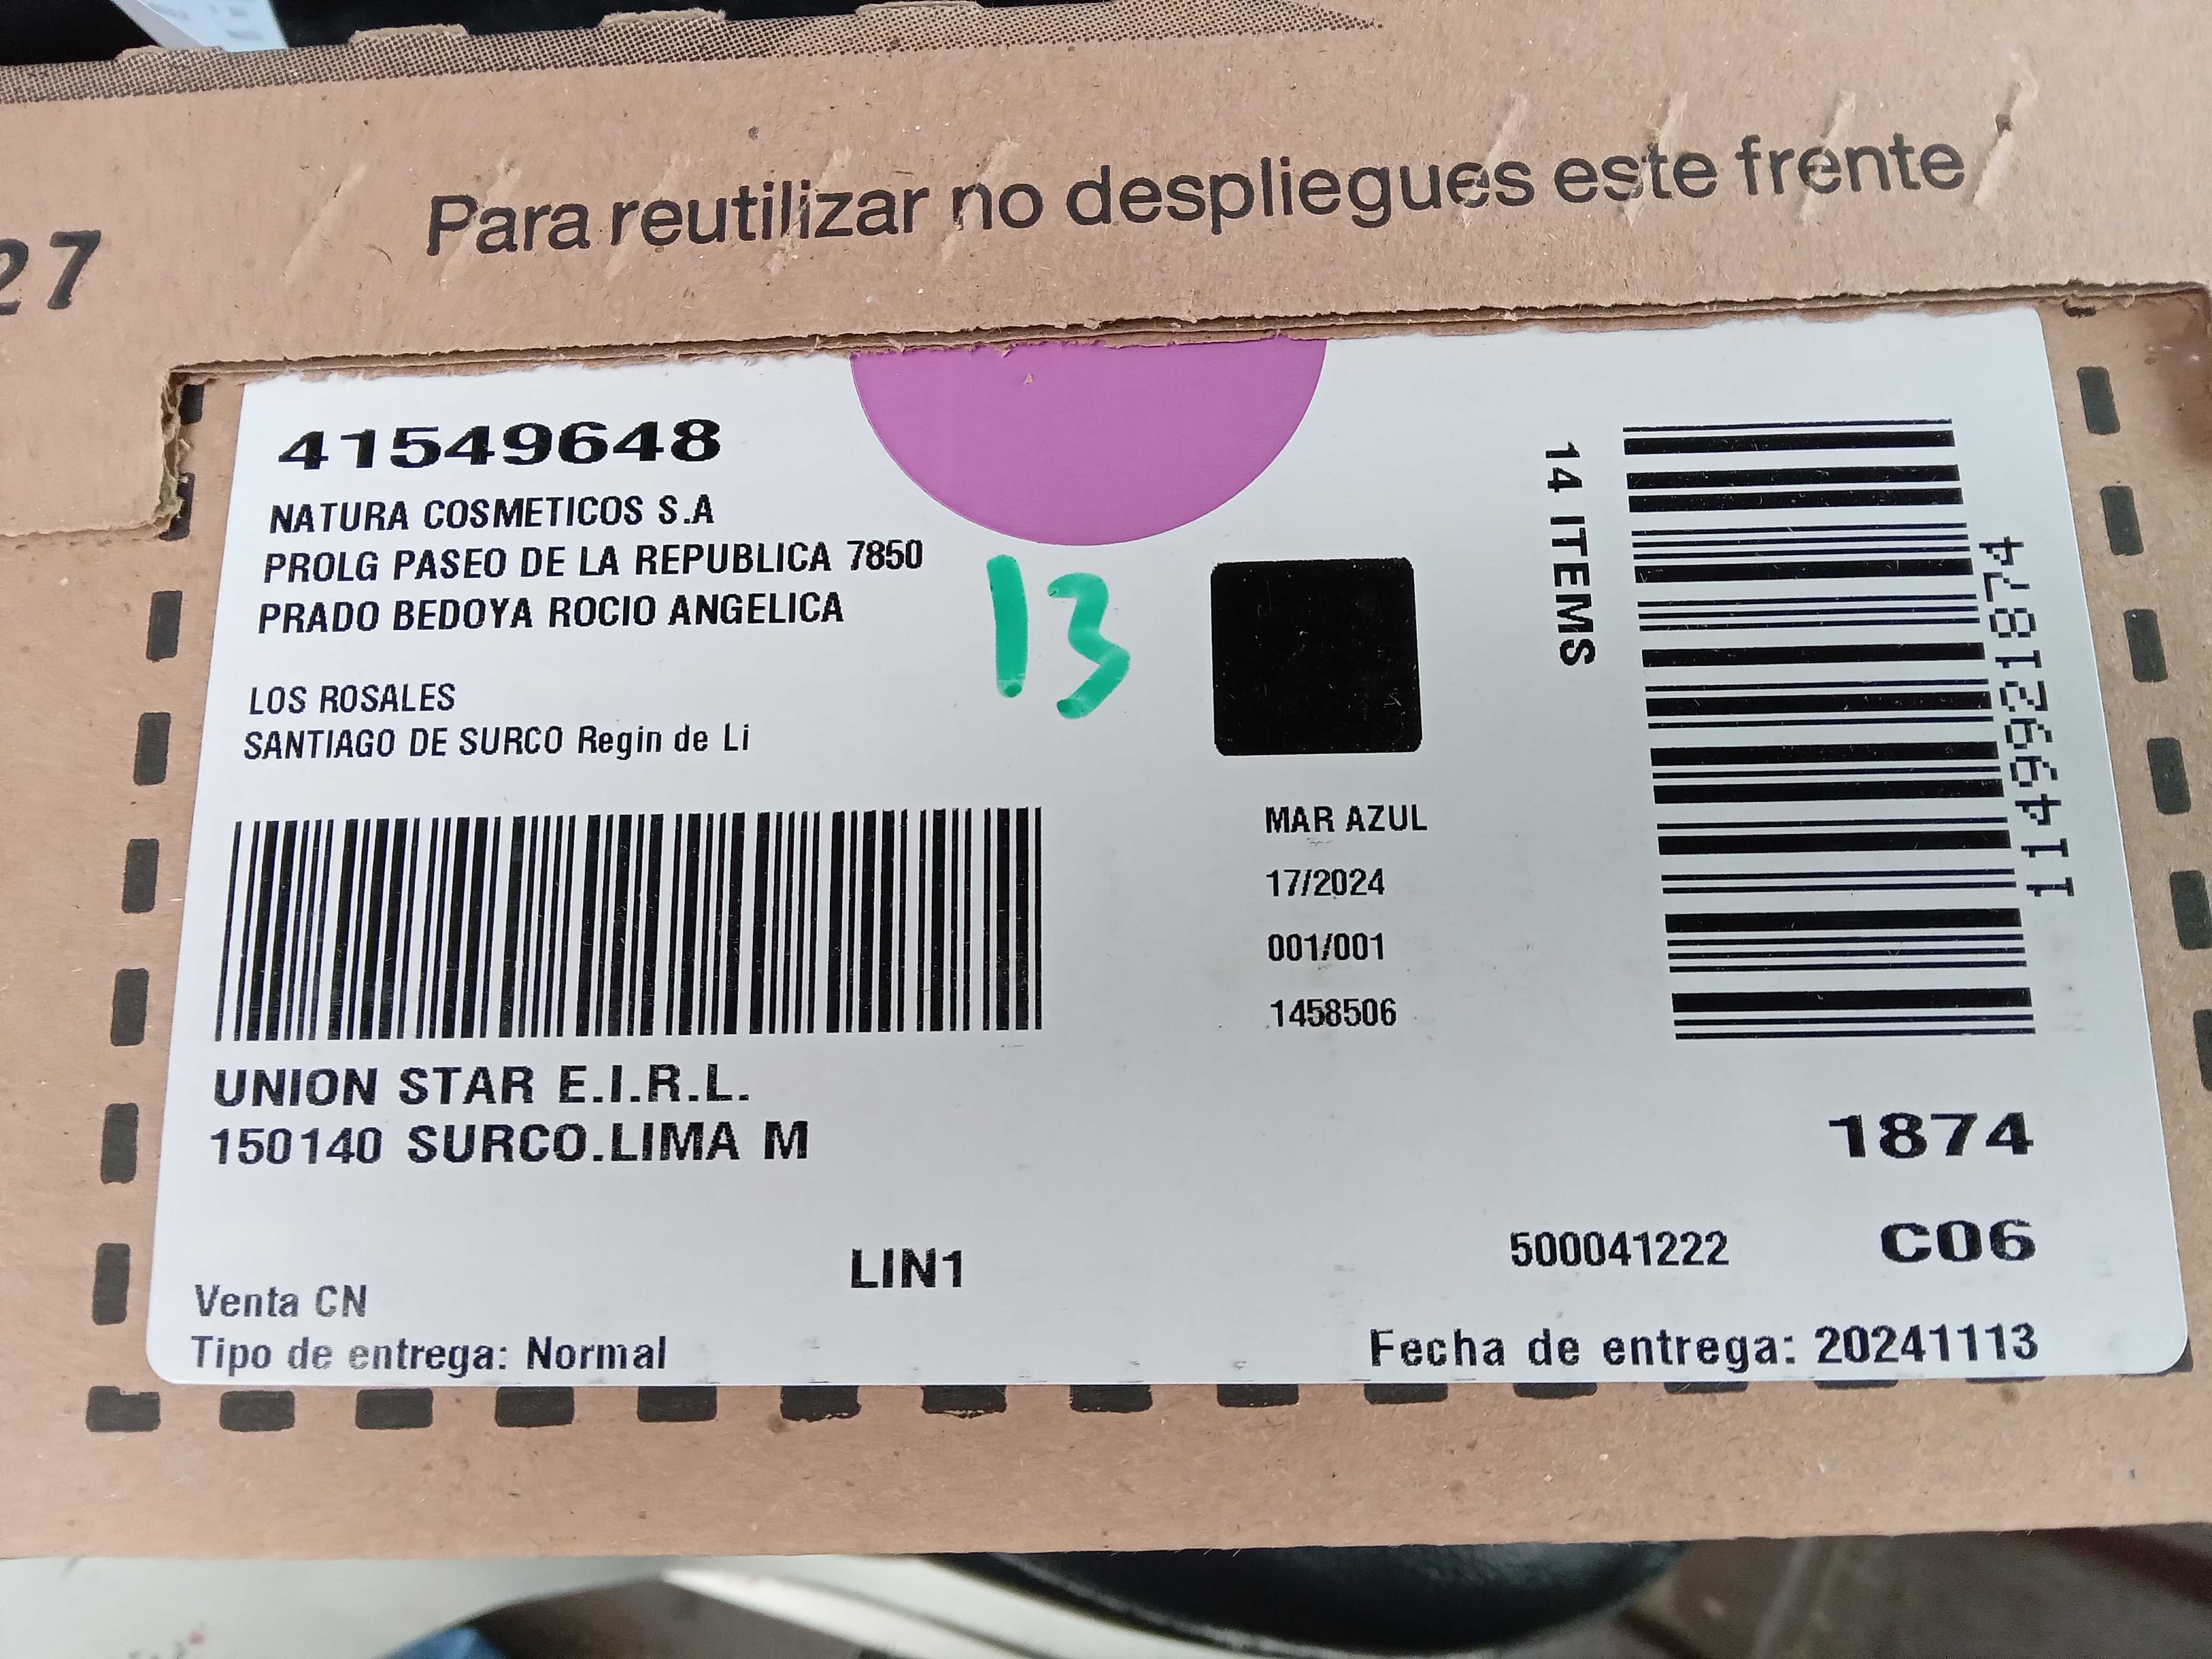 Para reutilizar no despliegues este frente
27
41549648
NATURA COSMETICOS S.A
PROLG PASEO DE LA REPUBLICA 7850
PRADO BEDOYA ROCIO ANGELICA
13
LOS ROSALES
SANTIAGO DE SURCO Regin de Li
14 ITEMS
1149921874
MAR AZUL
17/2024
001/001
1458506
UNION STAR E.I.R.L.
150140 SURCO.LIMA M
1874
LIN1
500041222
C06
Venta CN
Tipo de entrega: Normal
Fecha de entrega: 20241113